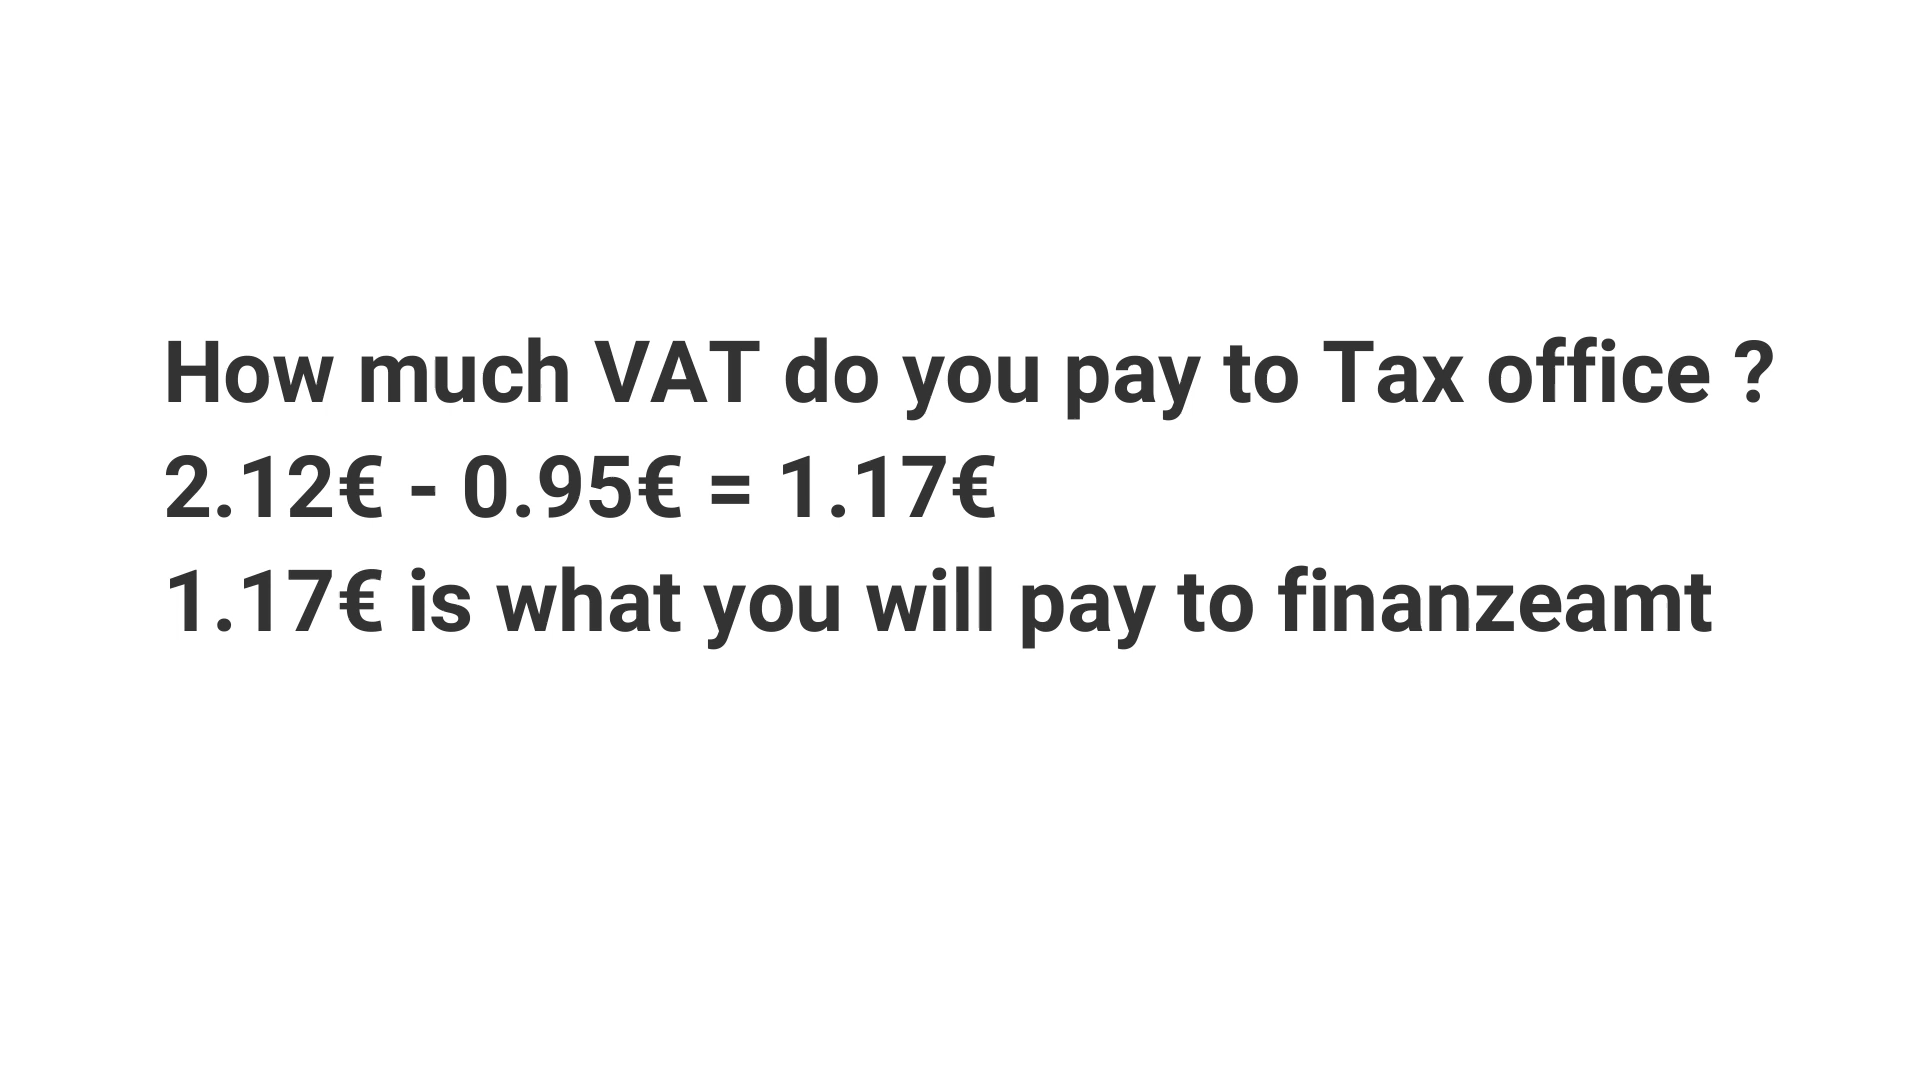 How much VAT do you pay to Tax office ?
2.12€ - 0.95€ = 1.17€
1.17€ is what you will pay to finanzeamt